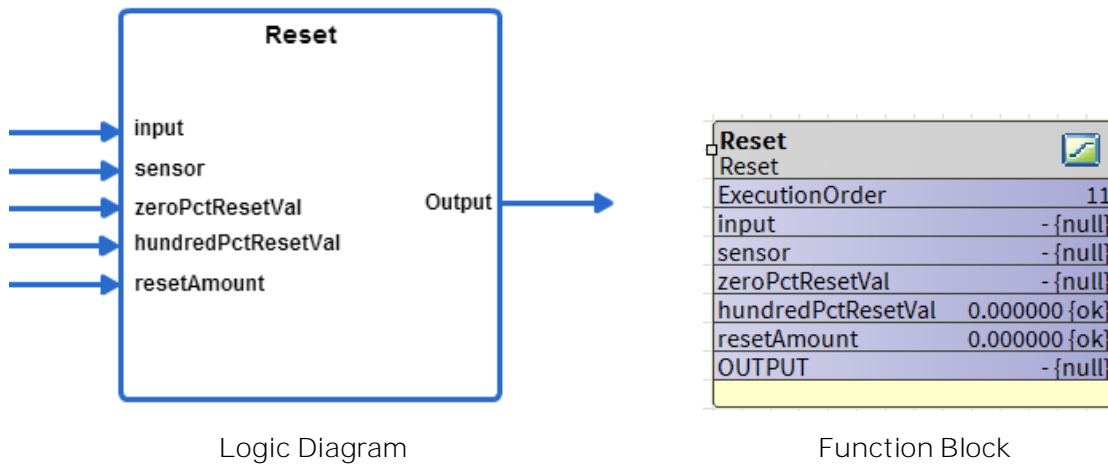 Reset
input
sensor
zeroPctResetVal
hundredPctResetVal
resetAmount
Output
Logic Diagram
Reset
Reset
ExecutionOrder 11
input - {null}
sensor - {null}
zeroPctResetVal - {null}
hundredPctResetVal 0.000000 {ok}
resetAmount 0.000000 {ok}
OUTPUT - {null}
Function Block